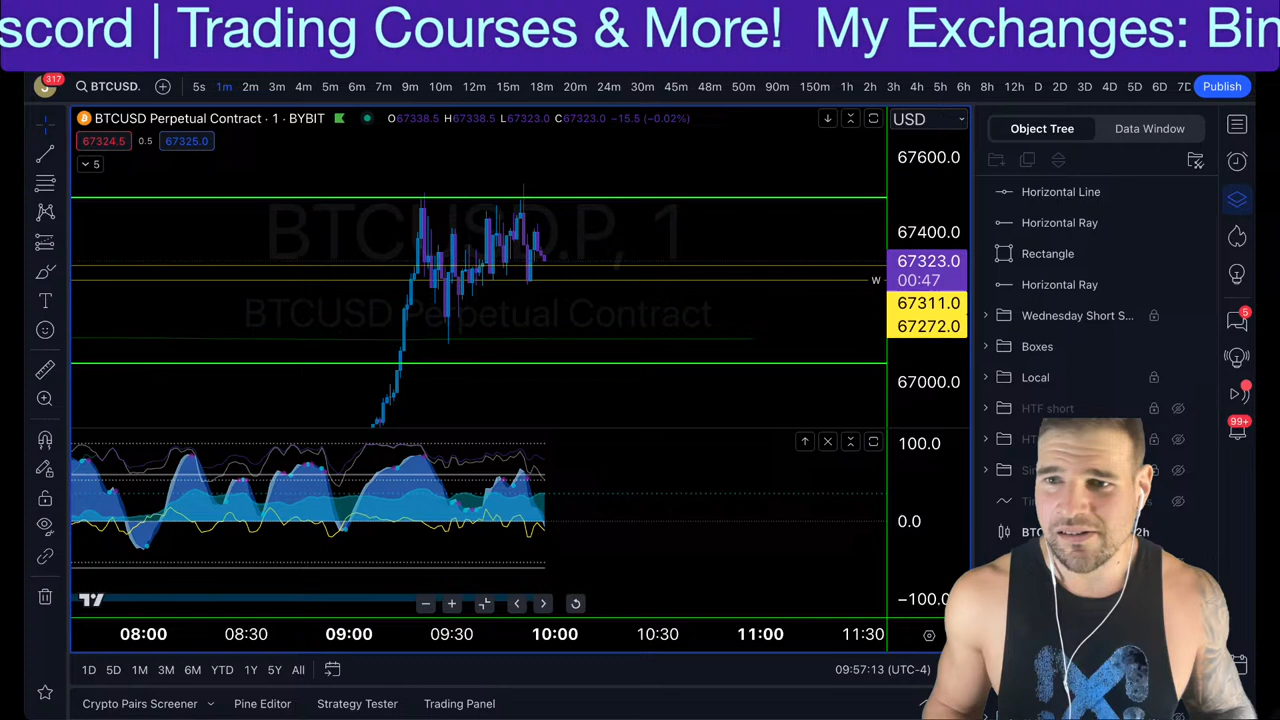 scord | Trading Courses & More! My Exchanges: Bin
317
BTCUSD.
5s 1m 2m 3m 4m 5m 6m 7m 9m 10m 12m 15m 18m 20m 24m 30m 45m 48m 50m 90m 150m 1h 2h 3h 4h 5h 6h 8h 12h D 2D 3D 4D 5D 6D 7D
Publish
BTCUSD Perpetual Contract · 1 · BYBIT
O67338.5 H67338.5 L67323.0 C67323.0 −15.5 (−0.02%)
67324.5 0.5 67325.0
5
BTCUSD.P, 1
BTCUSD Perpetual Contract
USD
67600.0
67400.0
67323.0
00:47
W
67311.0
67272.0
67000.0
100.0
0.0
−100.0
08:00 08:30 09:00 09:30 10:00 10:30 11:00 11:30
1D 5D 1M 3M 6M YTD 1Y 5Y All
09:57:13 (UTC-4)
Crypto Pairs Screener Pine Editor Strategy Tester Trading Panel
Object Tree Data Window
Horizontal Line
Horizontal Ray
Rectangle
Horizontal Ray
Wednesday Short S...
Boxes
Local
HTF short
5
99+